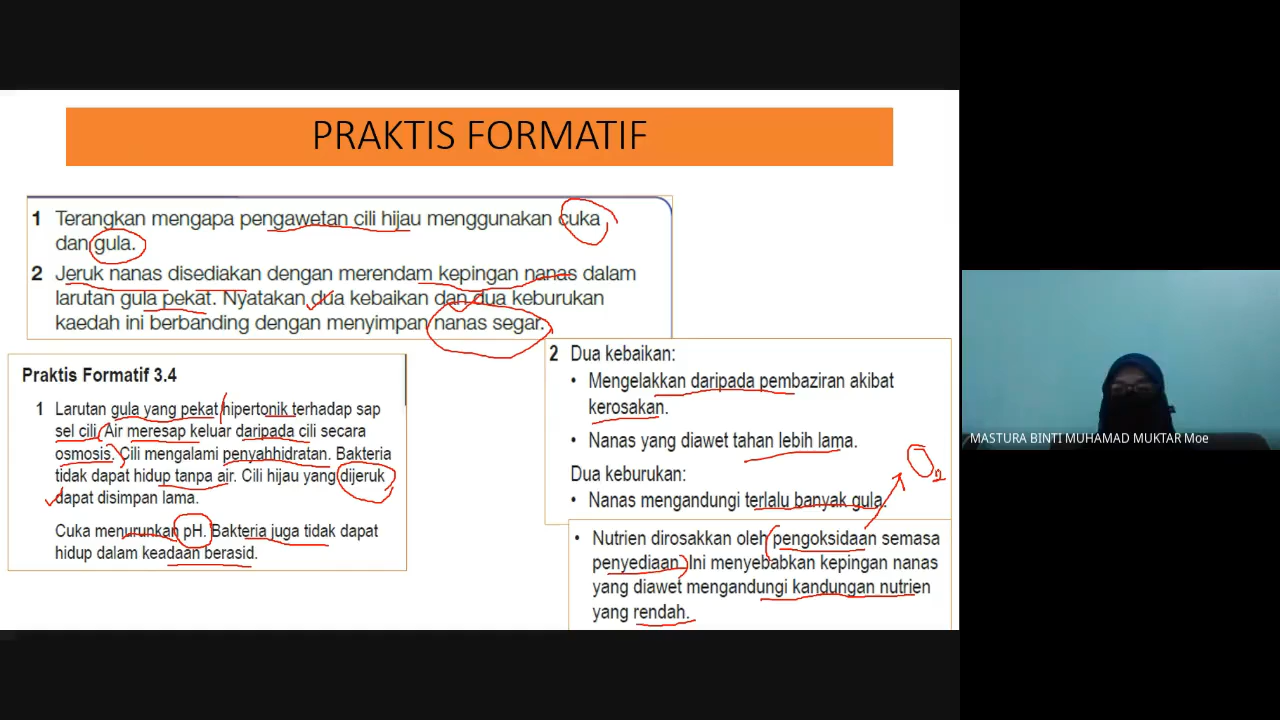 PRAKTIS FORMATIF
1 Terangkan mengapa pengawetan cili hijau menggunakan cuka
dan gula.
2 Jeruk nanas disediakan dengan merendam kepingan nanas dalam
larutan gula pekat. Nyatakan dua kebaikan dan dua keburukan
kaedah ini berbanding dengan menyimpan nanas segar.
Praktis Formatif 3.4
1 Larutan gula yang pekat hipertonik terhadap sap
sel cili. Air meresap keluar daripada cili secara
osmosis. Cili mengalami penyahhidratan. Bakteria
tidak dapat hidup tanpa air. Cili hijau yang dijeruk
dapat disimpan lama.
Cuka menurunkan pH. Bakteria juga tidak dapat
hidup dalam keadaan berasid.
2 Dua kebaikan:
• Mengelakkan daripada pembaziran akibat
kerosakan.
• Nanas yang diawet tahan lebih lama.
Dua keburukan:
• Nanas mengandungi terlalu banyak gula.
• Nutrien dirosakkan oleh pengoksidaan semasa
penyediaan. Ini menyebabkan kepingan nanas
yang diawet mengandungi kandungan nutrien
yang rendah.
O2
MASTURA BINTI MUHAMAD MUKTAR Moe